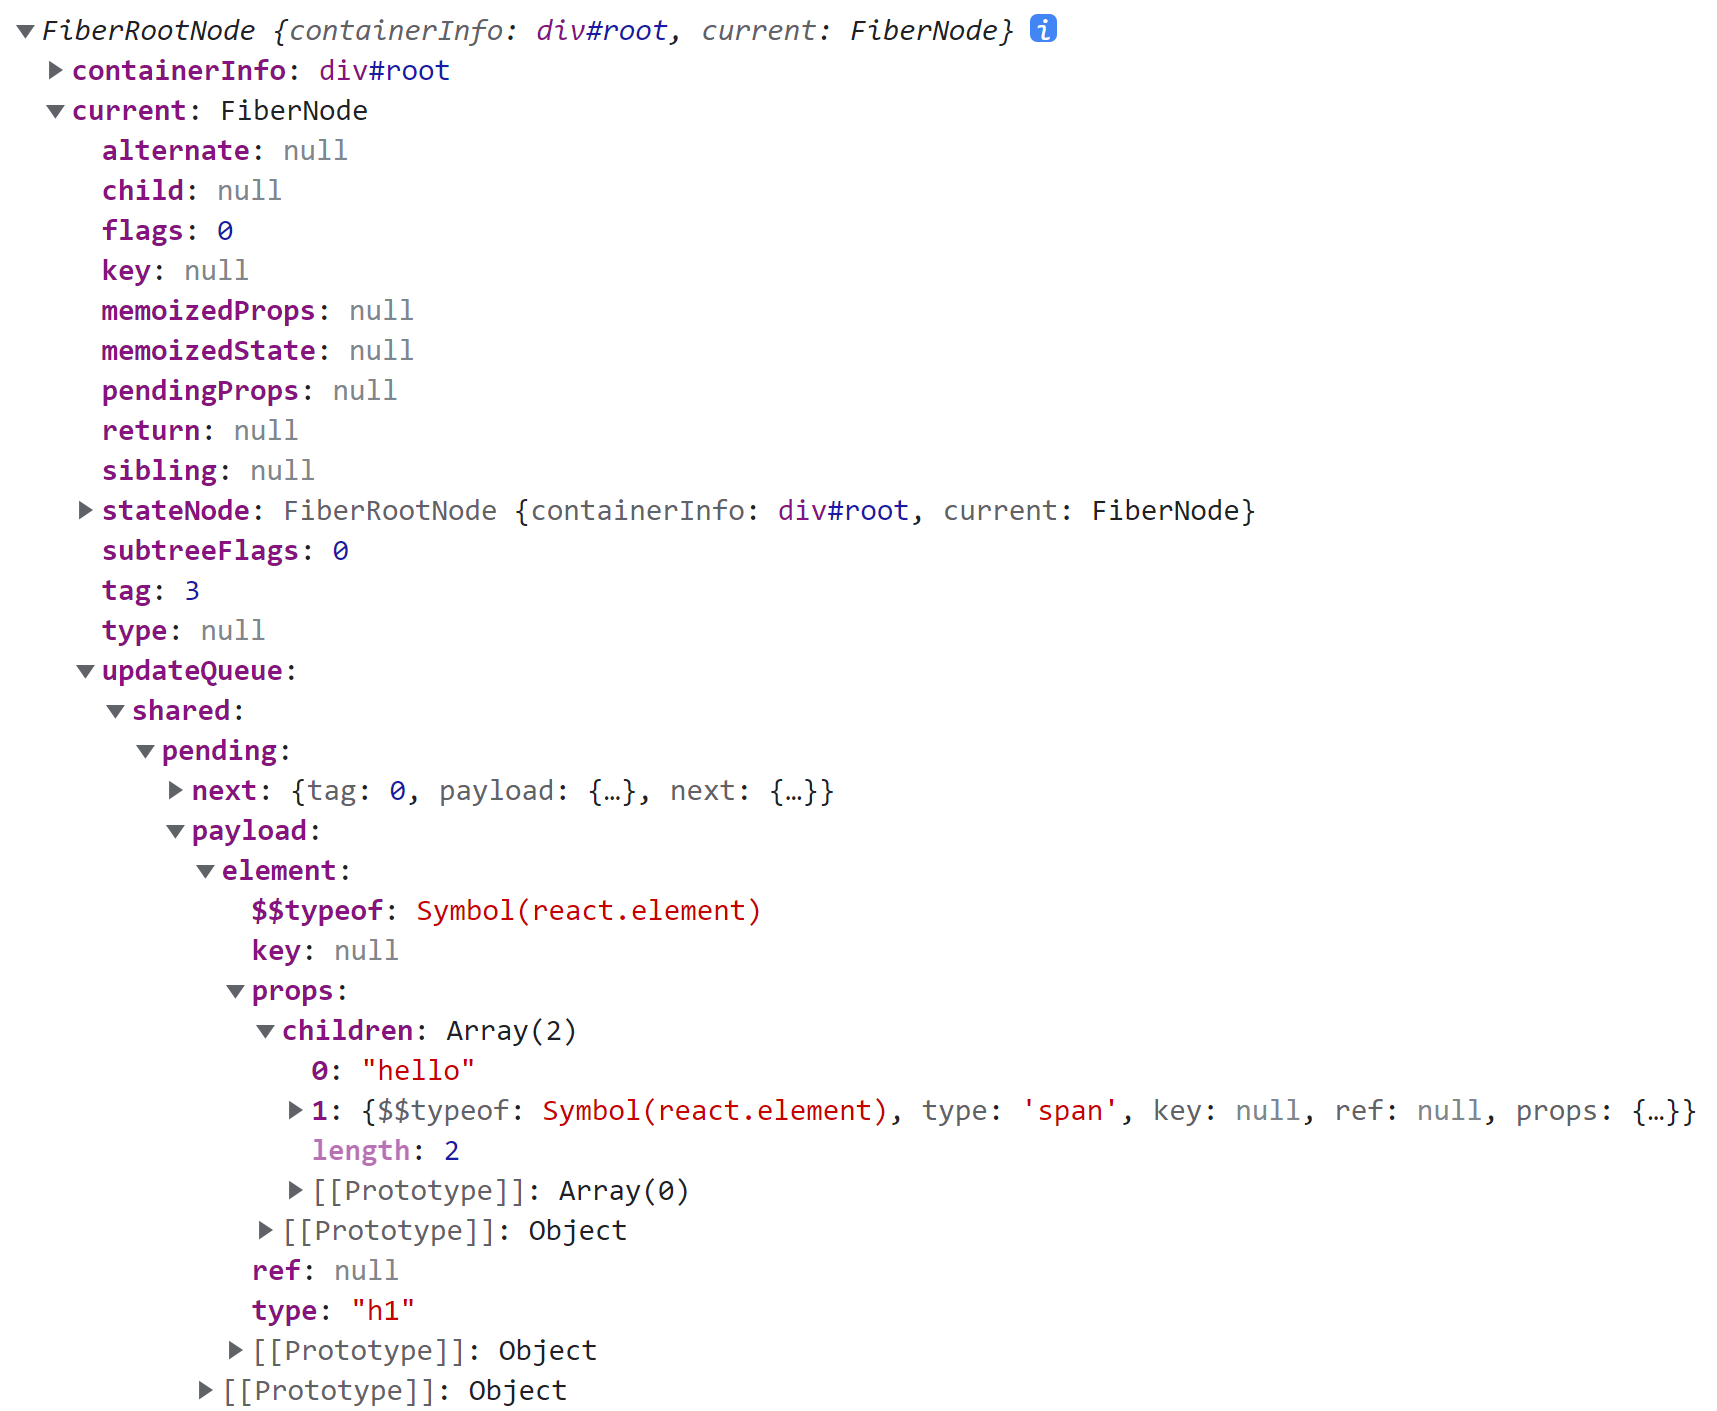 FiberRootNode {containerInfo: div#root, current: FiberNode} i
containerInfo: div#root
current: FiberNode
alternate: null
child: null
flags: 0
key: null
memoizedProps: null
memoizedState: null
pendingProps: null
return: null
sibling: null
stateNode: FiberRootNode {containerInfo: div#root, current: FiberNode}
subtreeFlags: 0
tag: 3
type: null
updateQueue:
shared:
pending:
next: {tag: 0, payload: {…}, next: {…}}
payload:
element:
$$typeof: Symbol(react.element)
key: null
props:
children: Array(2)
0: "hello"
1: {$$typeof: Symbol(react.element), type: 'span', key: null, ref: null, props: {…}}
length: 2
[[Prototype]]: Array(0)
[[Prototype]]: Object
ref: null
type: "h1"
[[Prototype]]: Object
[[Prototype]]: Object